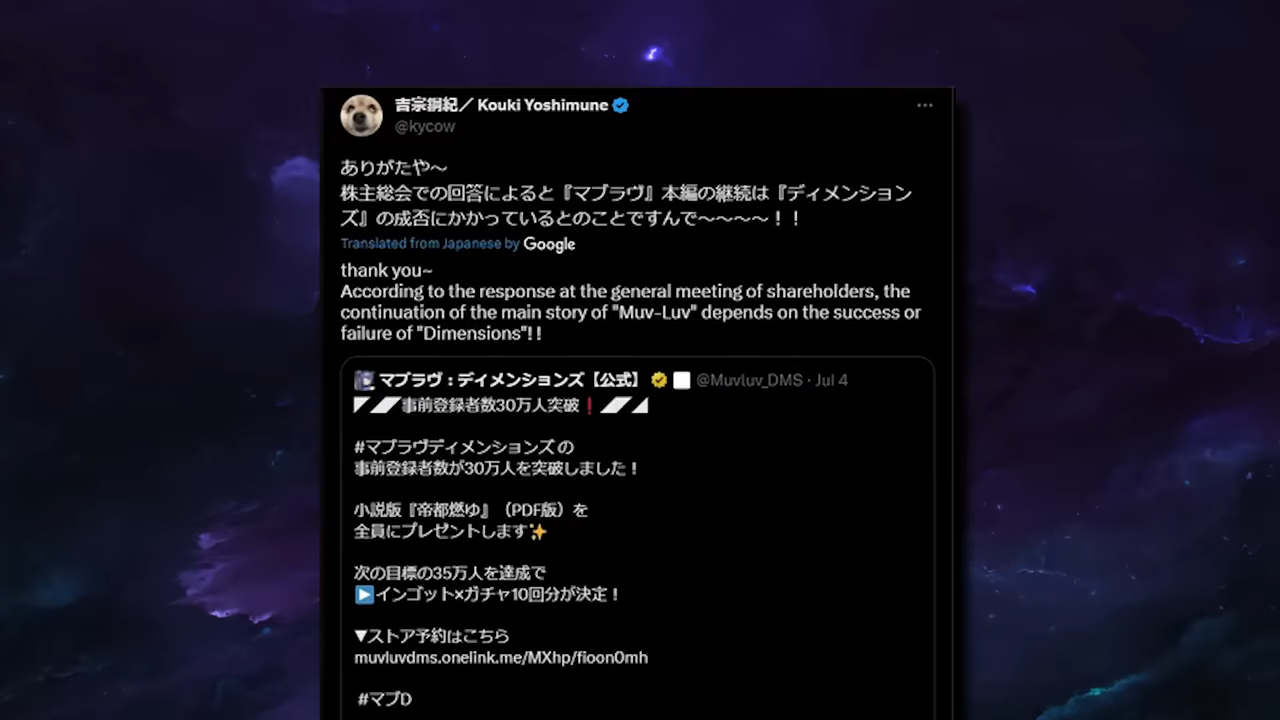 吉宗鋼紀／ Kouki Yoshimune
@kycow
ありがたや〜
株主総会での回答によると『マブラヴ』本編の継続は『ディメンション
ズ』の成否にかかっているとのことですんで〜〜〜〜！！
Translated from Japanese by Google
thank you~
According to the response at the general meeting of shareholders, the
continuation of the main story of "Muv-Luv" depends on the success or
failure of "Dimensions"!!
マブラヴ：ディメンションズ【公式】 @Muvluv_DMS · Jul 4
事前登録者数30万人突破❗
#マブラヴディメンションズ の
事前登録者数が30万人を突破しました！
小説版『帝都燃ゆ』（PDF版）を
全員にプレゼントします✨
次の目標の35万人を達成で
▶インゴット×ガチャ10回分が決定！
▼ストア予約はこちら
muvluvdms.onelink.me/MXhp/fioon0mh
#マブD